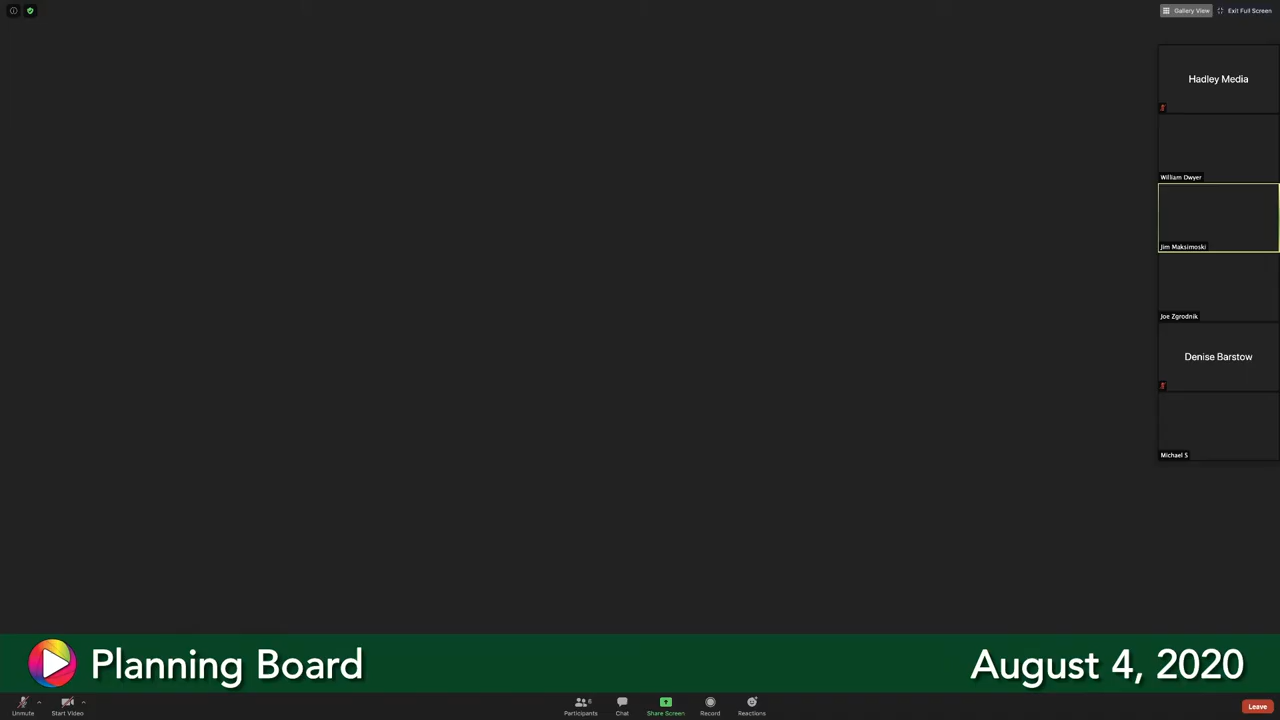 Gallery View
Exit Full Screen
Hadley Media
William Dwyer
Jim Maksimoski
Joe Zgrodnik
Denise Barstow
Michael S
Planning Board
August 4, 2020
Unmute
Start Video
Participants
6
Chat
Share Screen
Record
Reactions
Leave